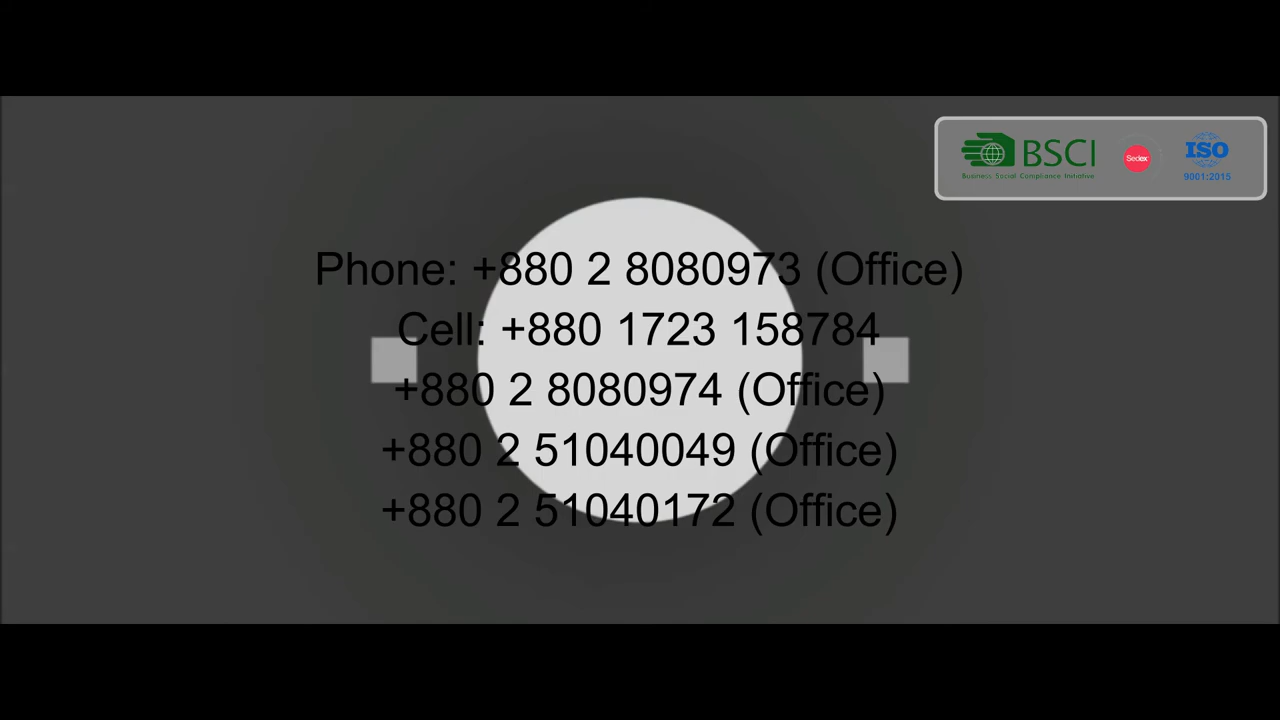 BSCI
Business Social Compliance Initiative
Sedex
ISO
9001:2015
Phone: +880 2 8080973 (Office)
Cell: +880 1723 158784
+880 2 8080974 (Office)
+880 2 51040049 (Office)
+880 2 51040172 (Office)